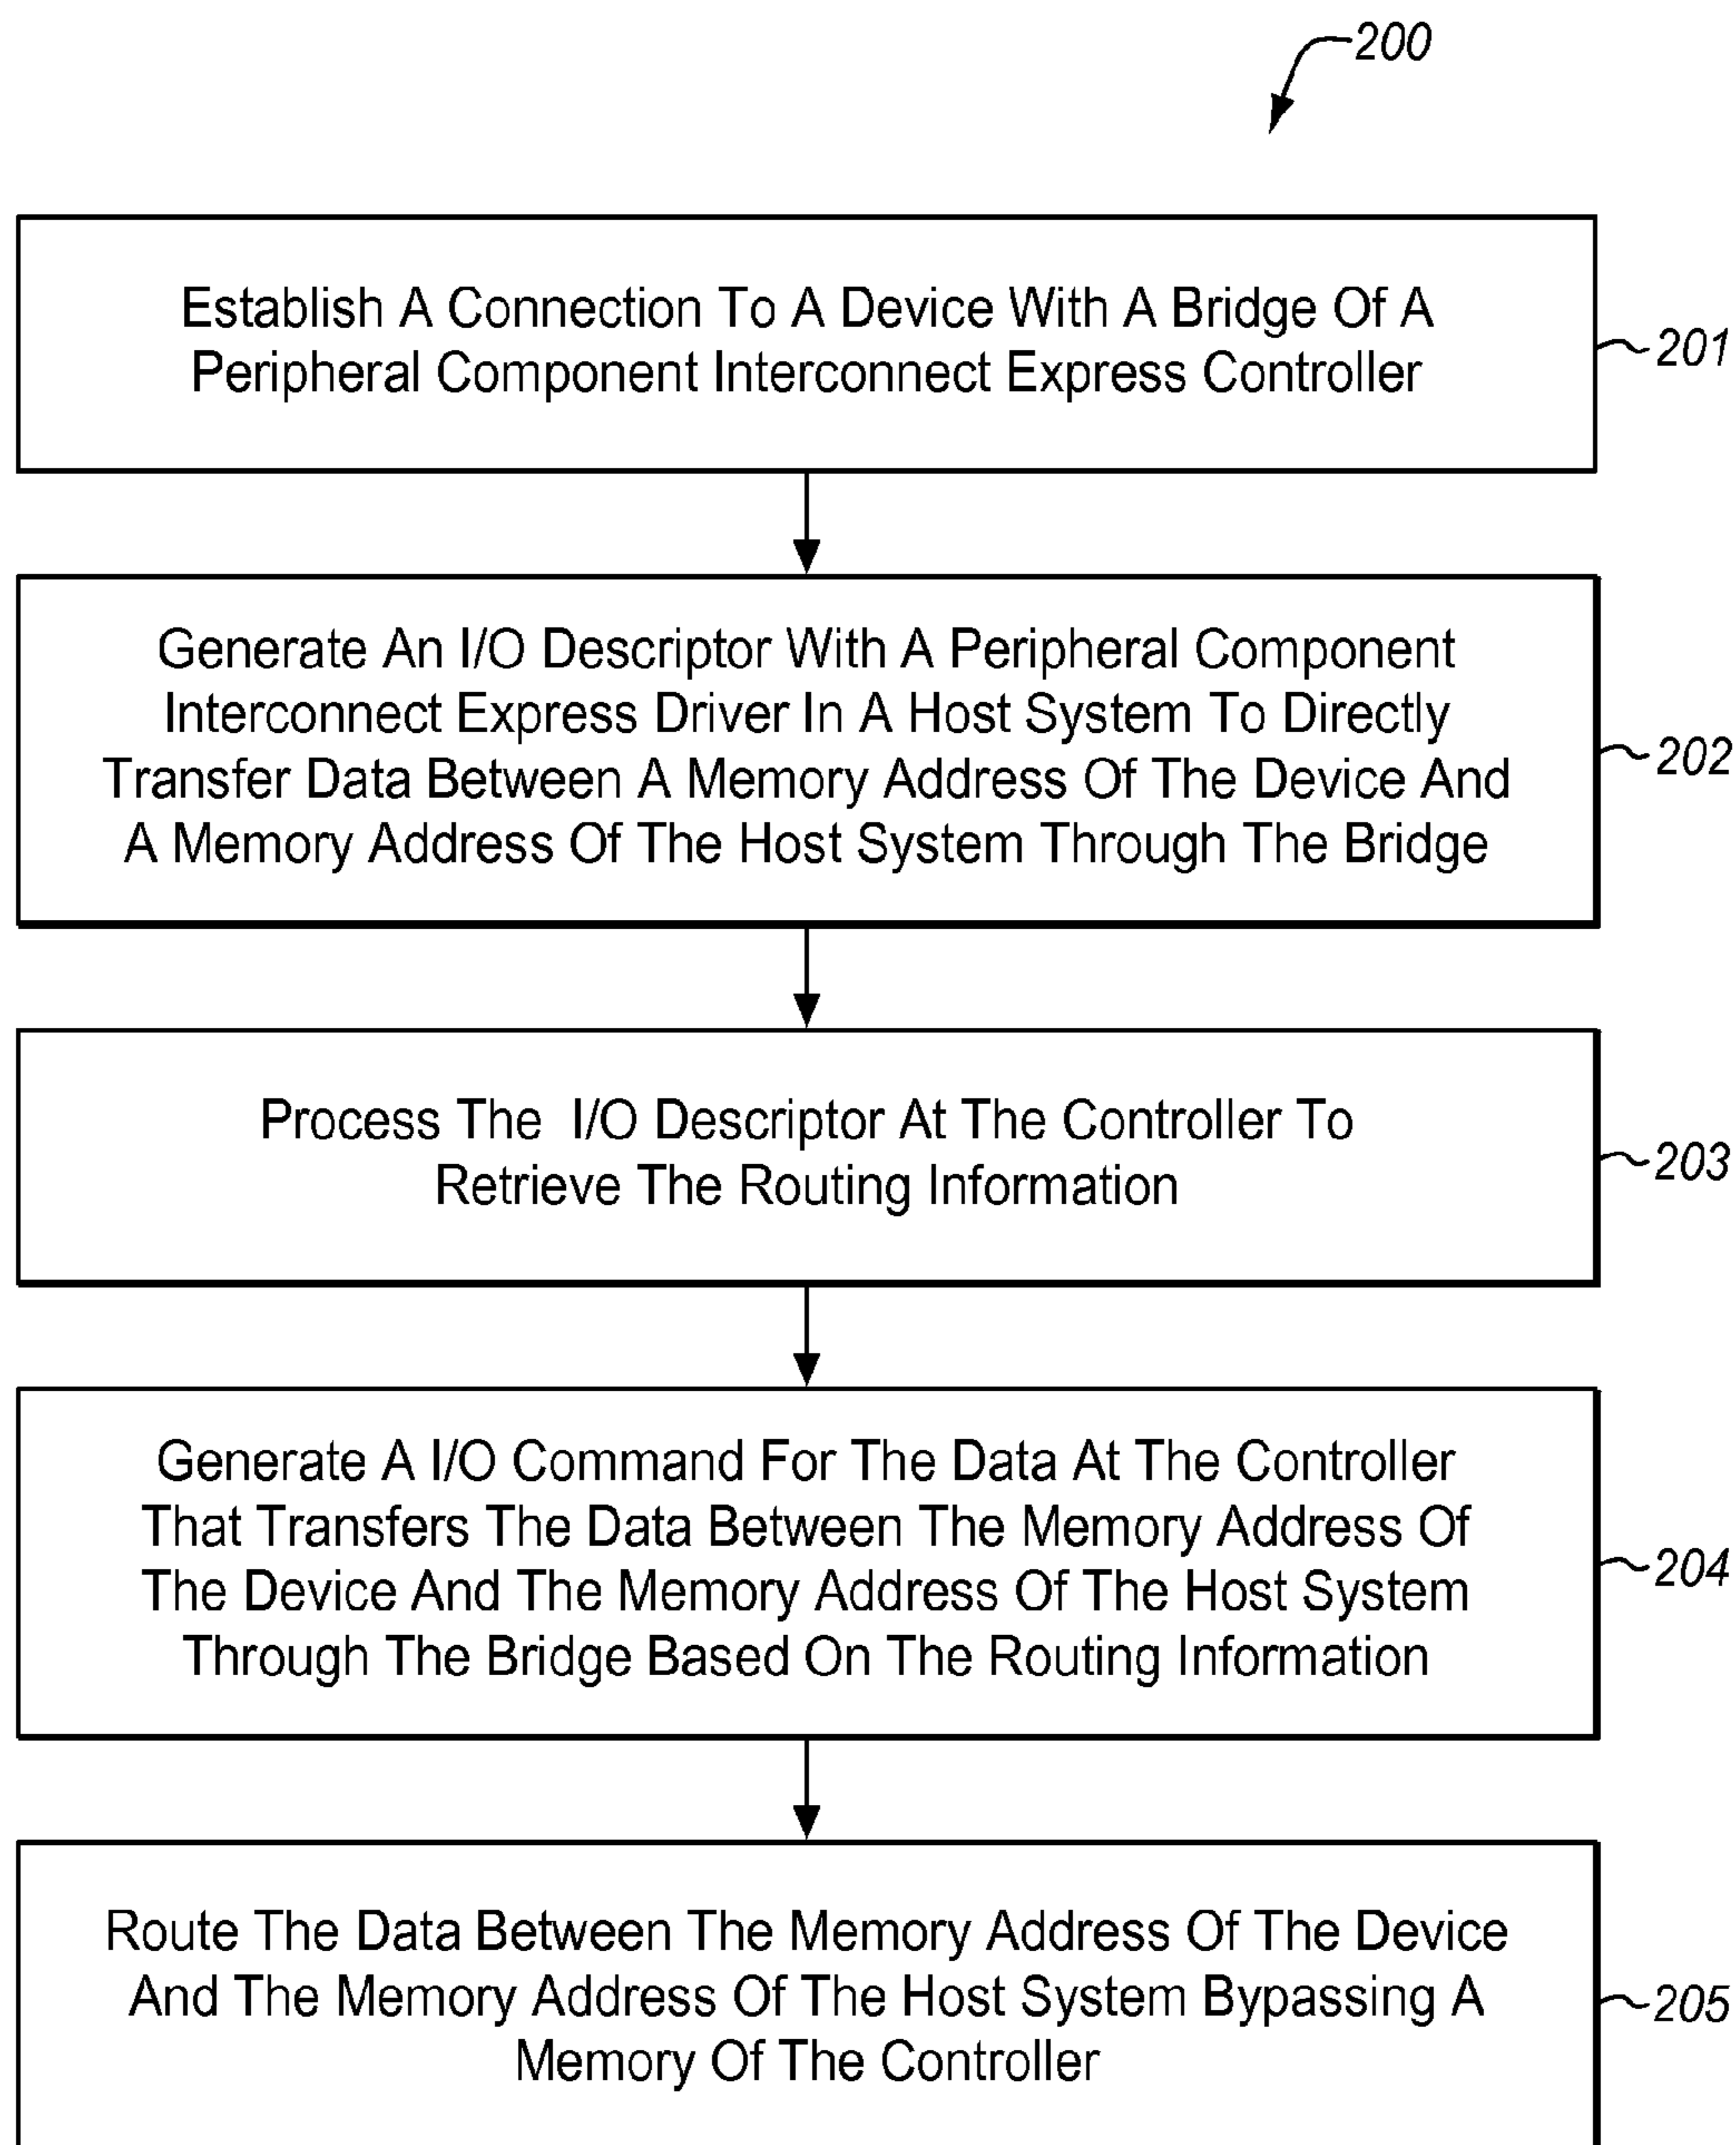 200
Establish A Connection To A Device With A Bridge Of A
Peripheral Component Interconnect Express Controller
201
Generate An I/O Descriptor With A Peripheral Component
Interconnect Express Driver In A Host System To Directly
Transfer Data Between A Memory Address Of The Device And
A Memory Address Of The Host System Through The Bridge
202
Process The I/O Descriptor At The Controller To
Retrieve The Routing Information
203
Generate A I/O Command For The Data At The Controller
That Transfers The Data Between The Memory Address Of
The Device And The Memory Address Of The Host System
Through The Bridge Based On The Routing Information
204
Route The Data Between The Memory Address Of The Device
And The Memory Address Of The Host System Bypassing A
Memory Of The Controller
205